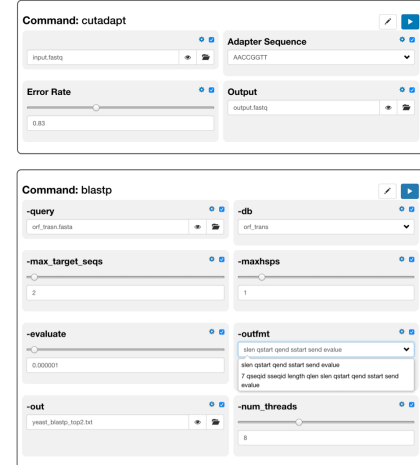 Command: cutadapt
input.fastq
Adapter Sequence
AACCGGTT
Error Rate
0.83
Output
output.fastq
Command: blastp
-query
orf_trasn.fasta
-db
orf_trans
-max_target_seqs
2
-maxhsps
1
-evaluate
0.000001
-outfmt
slen qstart qend sstart send evalue
slen qstart qend sstart send evalue
7 qseqid sseqid length qlen slen qstart qend sstart send
evalue
-out
yeast_blastp_top2.txt
-num_threads
8